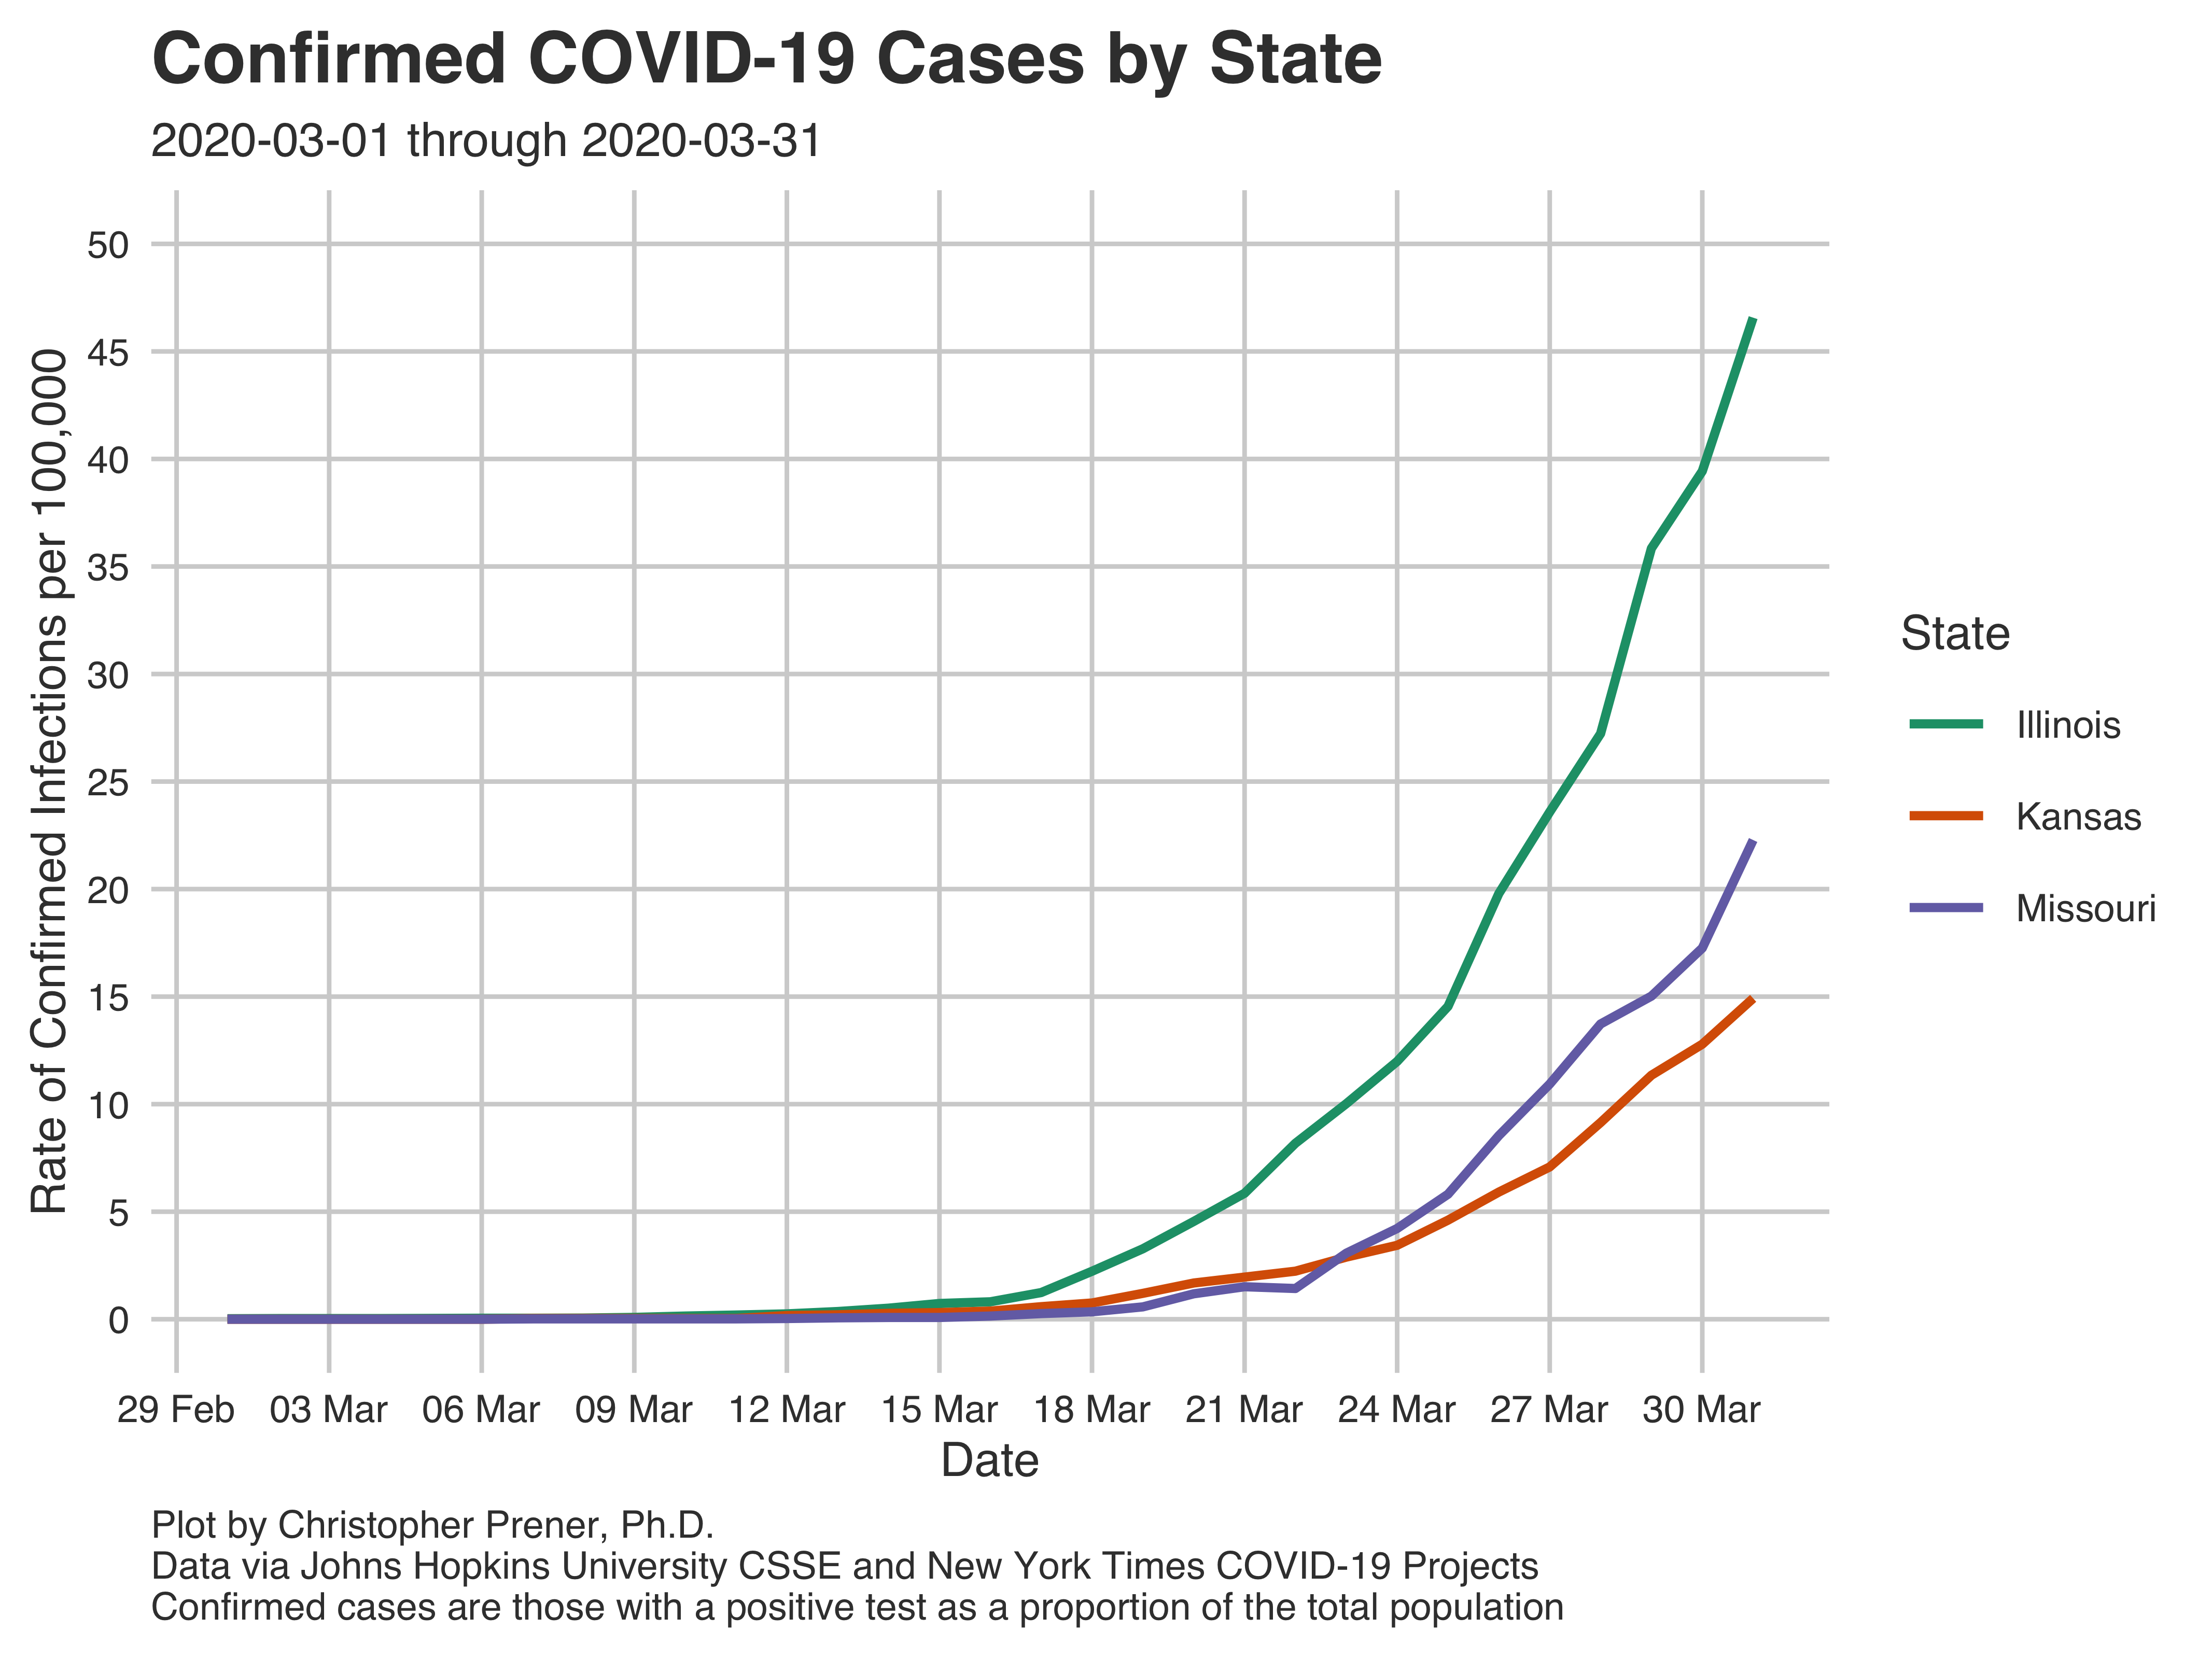 Confirmed COVID-19 Cases by State
2020-03-01 through 2020-03-31
Rate of Confirmed Infections per 100,000
50
45
40
35
30
25
20
15
10
5
0
29 Feb 03 Mar 06 Mar 09 Mar 12 Mar 15 Mar 18 Mar 21 Mar 24 Mar 27 Mar 30 Mar
Date
State
Illinois
Kansas
Missouri
Plot by Christopher Prener, Ph.D.
Data via Johns Hopkins University CSSE and New York Times COVID-19 Projects
Confirmed cases are those with a positive test as a proportion of the total population